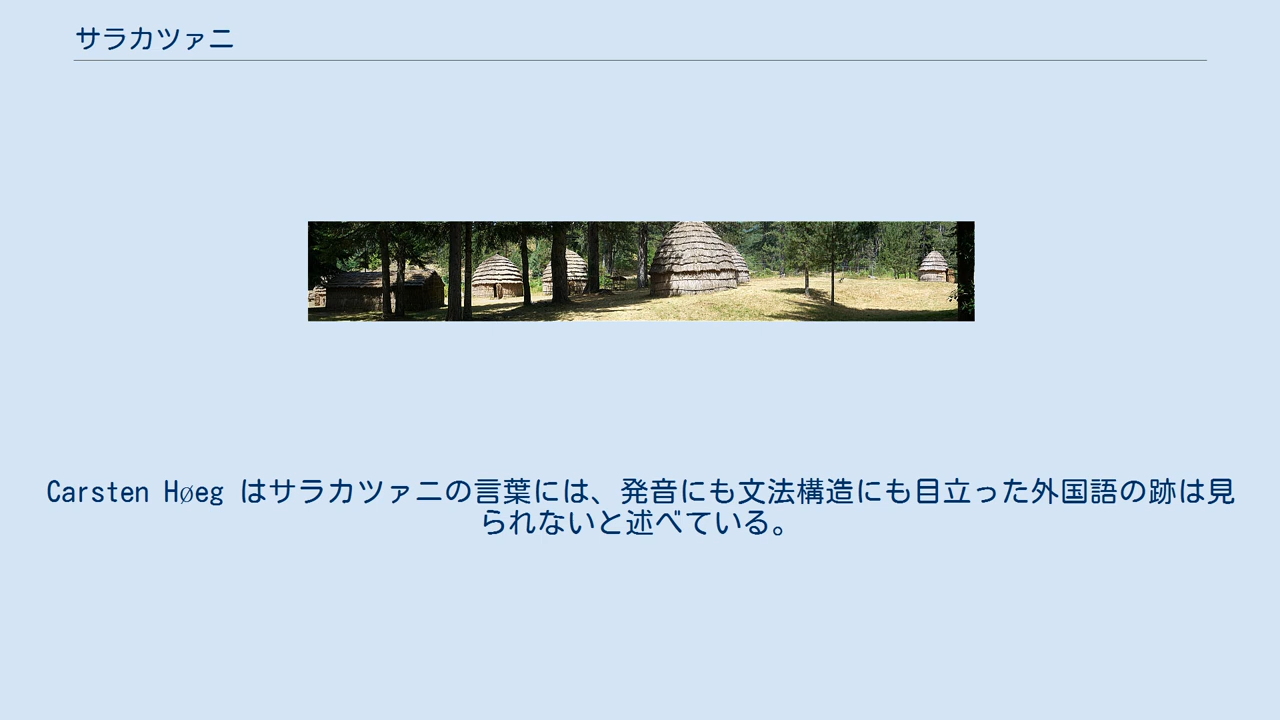 サラカツァニ
Carsten Høeg はサラカツァニの言葉には、発音にも文法構造にも目立った外国語の跡は見
られないと述べている。